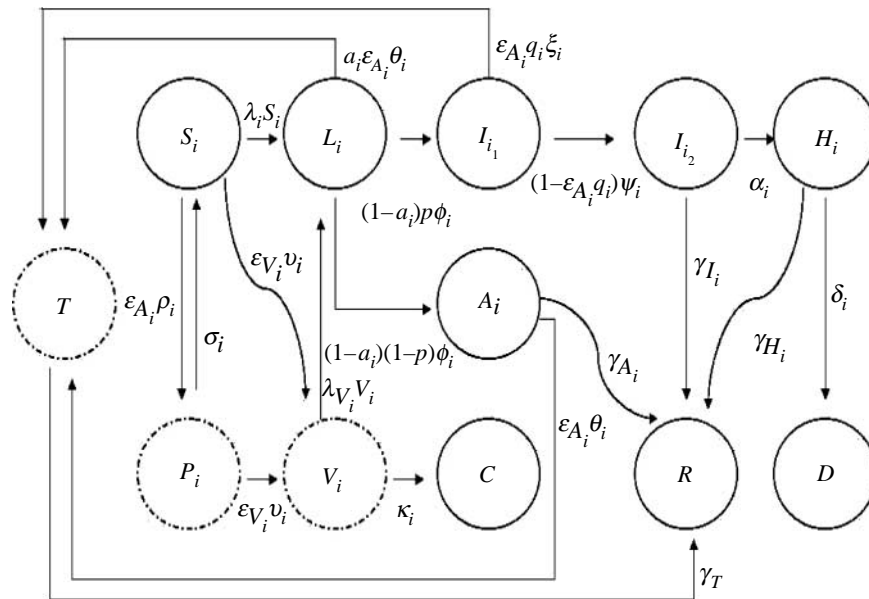 a_i ε_{A_i} θ_i
ε_{A_i} q_i ξ_i
S_i
λ_i S_i
L_i
I_{i_1}
(1–ε_{A_i} q_i)ψ_i
I_{i_2}
α_i
H_i
(1–a_i)pϕ_i
T
ε_{A_i} ρ_i
σ_i
ε_{V_i} υ_i
A_i
γ_{I_i}
γ_{H_i}
δ_i
(1–a_i)(1–p)ϕ_i
λ_{V_i} V_i
γ_{A_i}
ε_{A_i} θ_i
P_i
ε_{V_i} υ_i
V_i
κ_i
C
R
D
γ_T